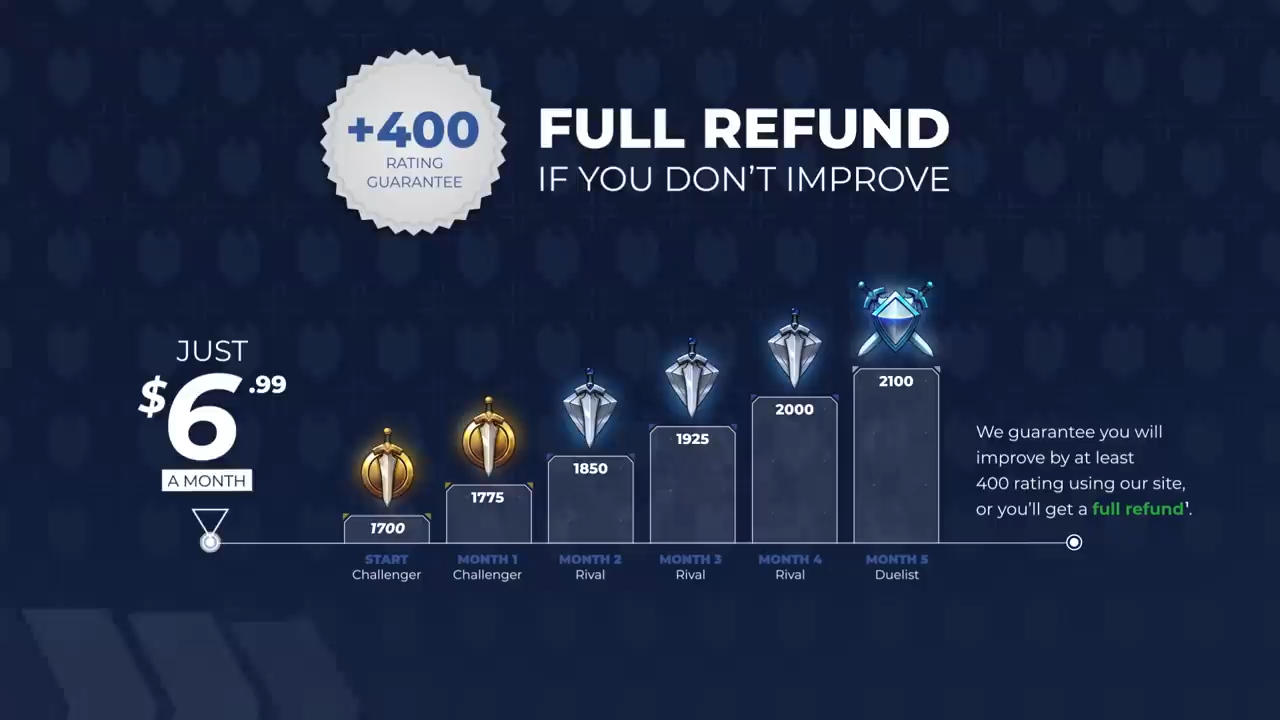 +400
RATING
GUARANTEE
FULL REFUND
IF YOU DON'T IMPROVE
JUST
$6.99
A MONTH
1700
1775
1850
1925
2000
2100
START
Challenger
MONTH 1
Challenger
MONTH 2
Rival
MONTH 3
Rival
MONTH 4
Rival
MONTH 5
Duelist
We guarantee you will
improve by at least
400 rating using our site,
or you'll get a full refund¹.